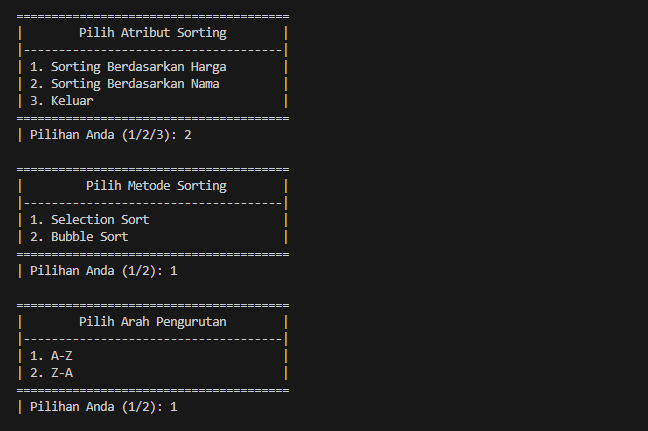 =======================================
|        Pilih Atribut Sorting        |
|-------------------------------------|
| 1. Sorting Berdasarkan Harga        |
| 2. Sorting Berdasarkan Nama         |
| 3. Keluar                           |
=======================================
| Pilihan Anda (1/2/3): 2
=======================================
|         Pilih Metode Sorting        |
|-------------------------------------|
| 1. Selection Sort                   |
| 2. Bubble Sort                      |
=======================================
| Pilihan Anda (1/2): 1
=======================================
|        Pilih Arah Pengurutan        |
|-------------------------------------|
| 1. A-Z                              |
| 2. Z-A                              |
=======================================
| Pilihan Anda (1/2): 1